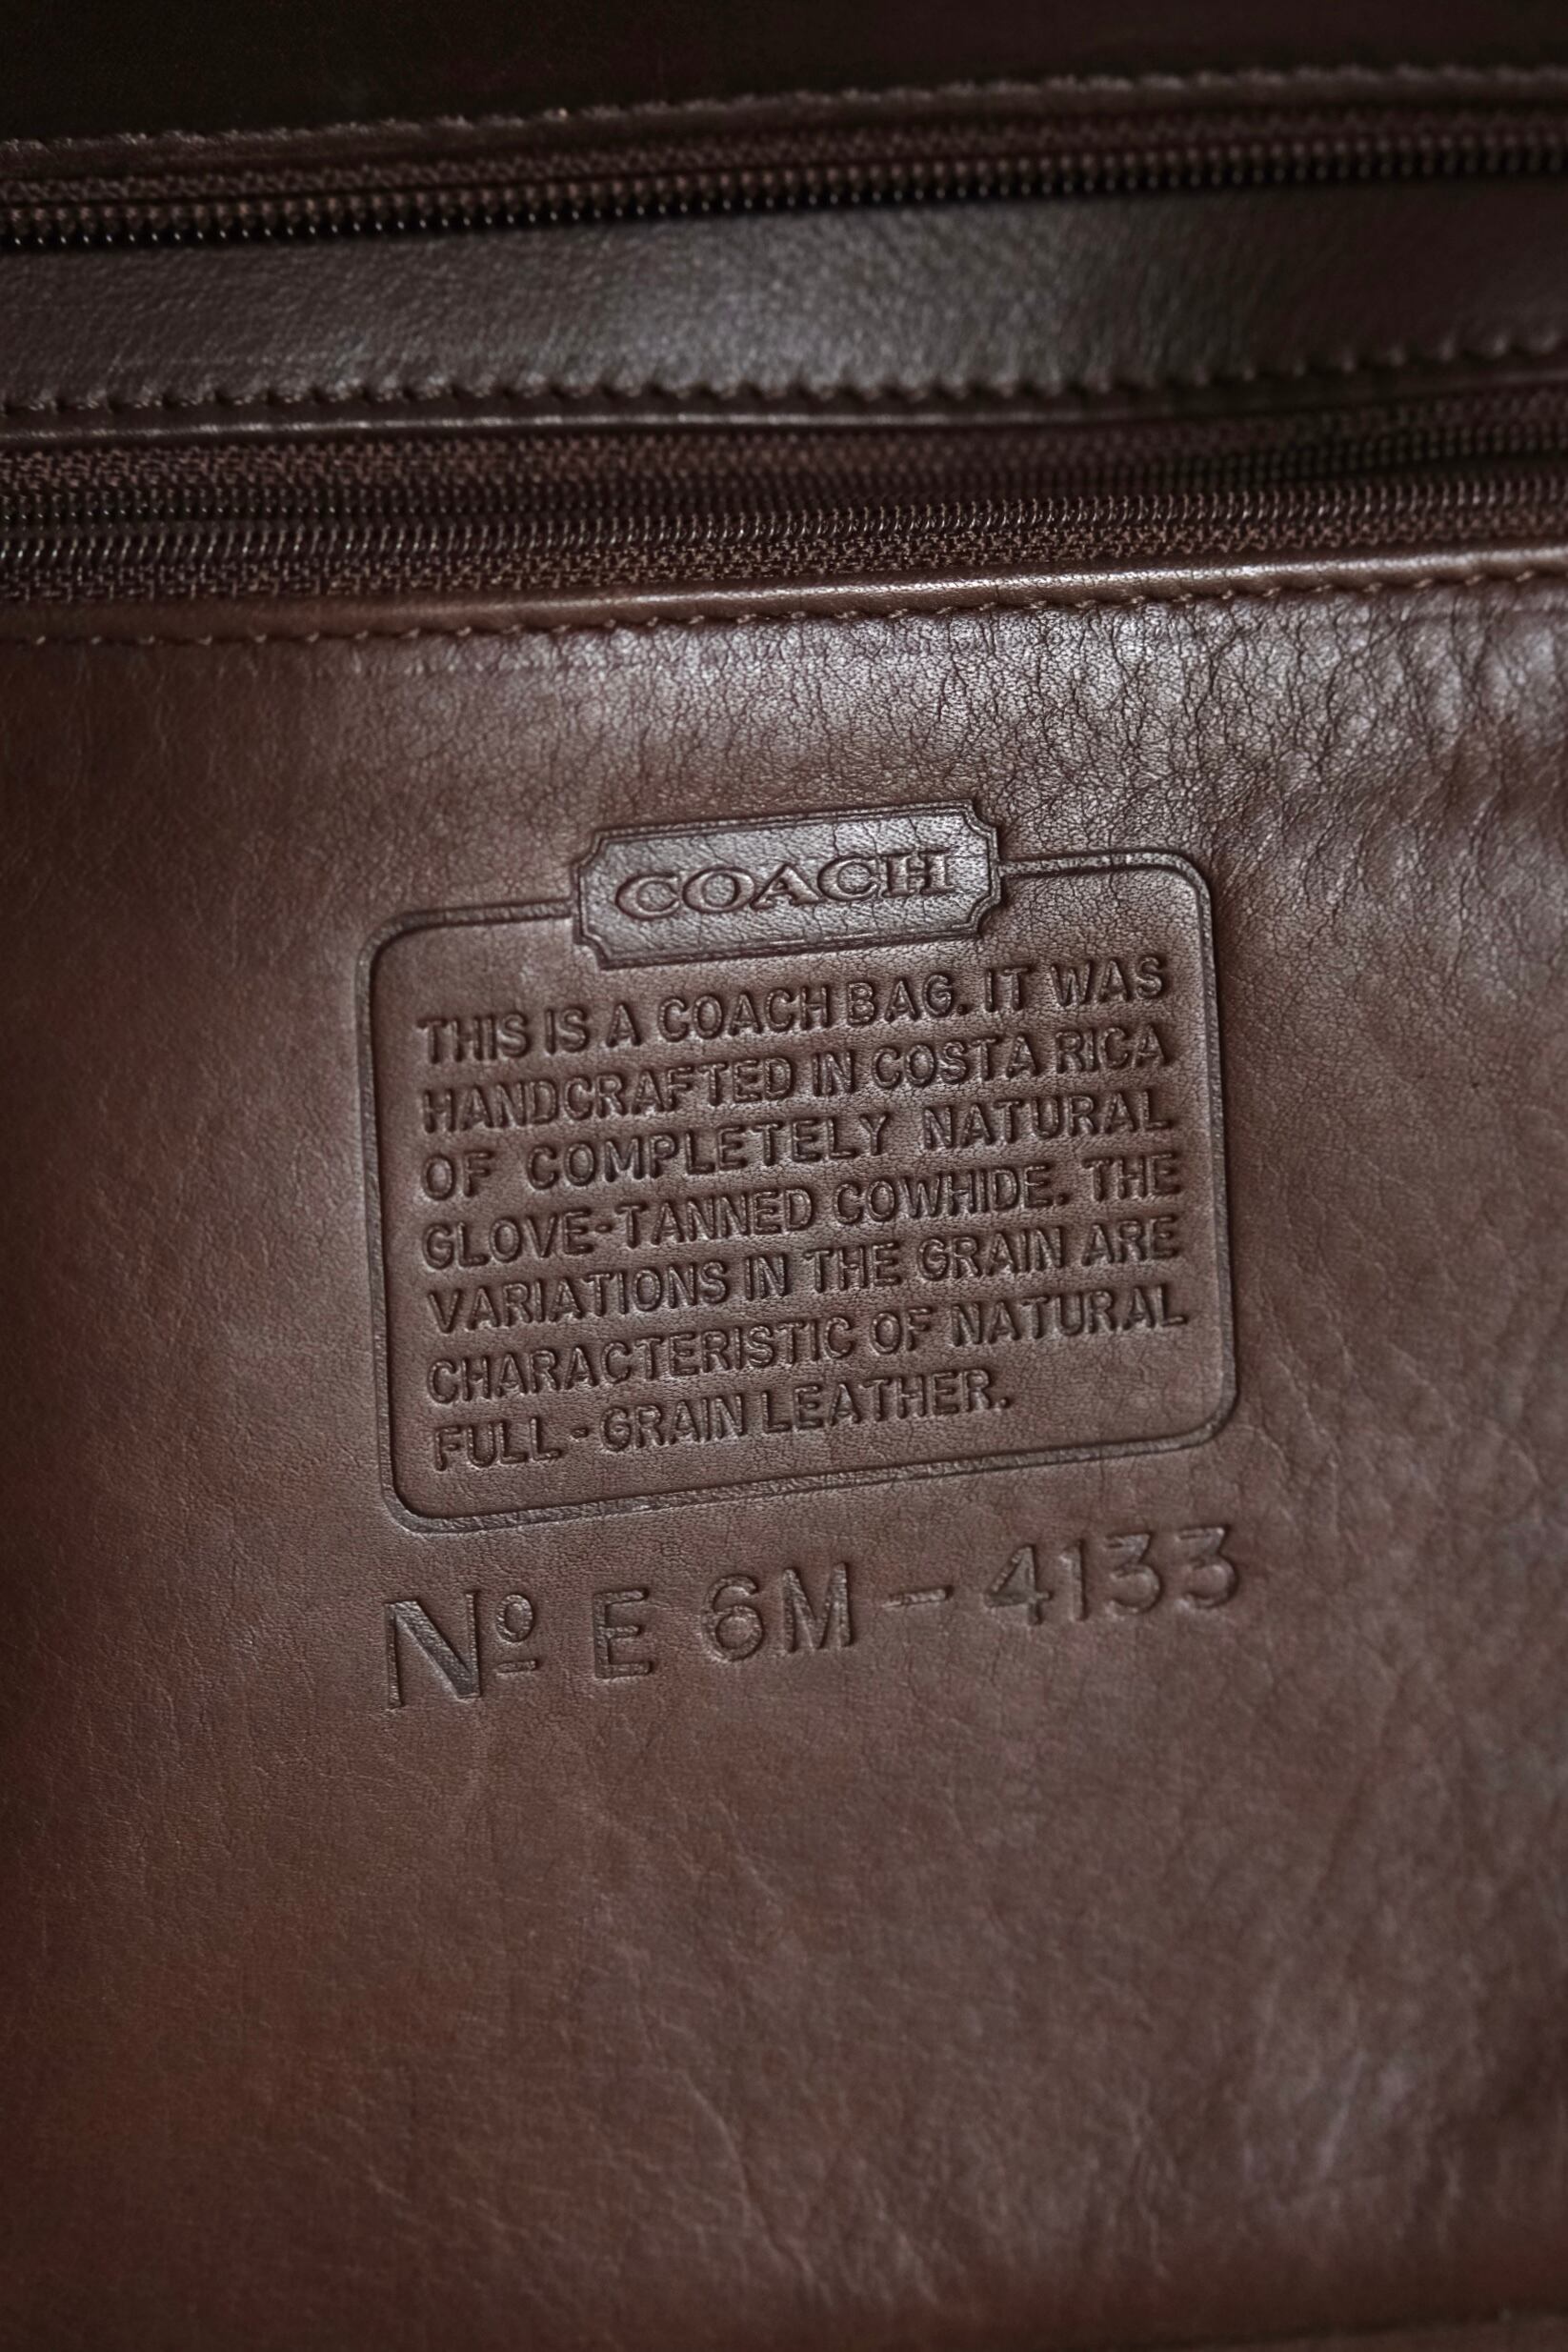 COACH
THIS IS A COACH BAG. IT WAS
HANDCRAFTED IN COSTA RICA
OF COMPLETELY NATURAL
GLOVE-TANNED COWHIDE. THE
VARIATIONS IN THE GRAIN ARE
CHARACTERISTIC OF NATURAL
FULL-GRAIN LEATHER.
Nº E 6M-4133